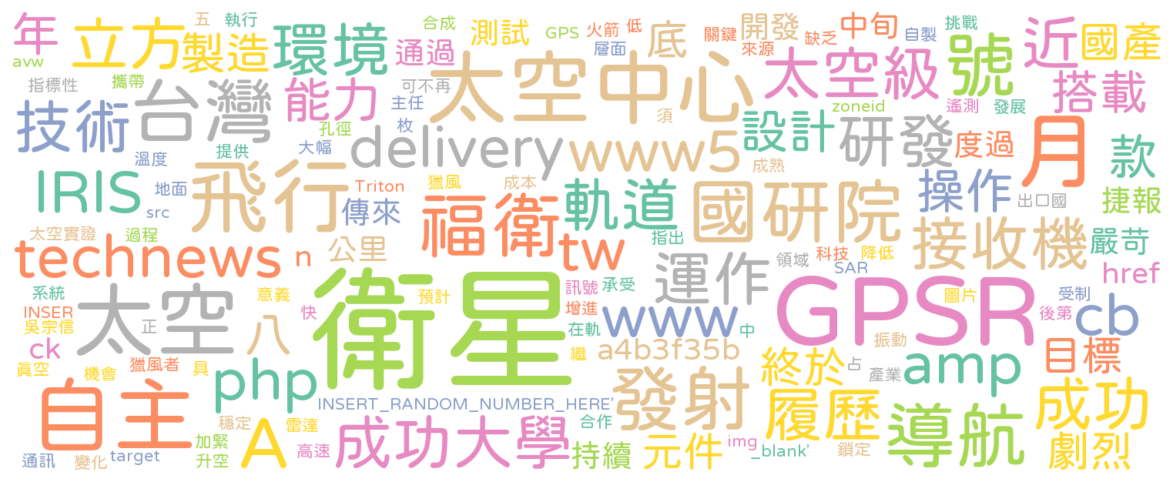 年 立方 製造 環境 通過 測試 GPS 火箭 低 關鍵 開發 中旬 自製 挑戰 近 國產
avw 五 執行 合成 層面 底 來源 缺乏 號
指標性 攜帶 能力 可不再 太空中心 太空級 搭載
技術 台灣 主任 枚 須 zoneid 遙測 發展
孔徑 設計 研發 度過 月 款
溫度 提供 大幅 delivery www5 成熟
IRIS 地面 src 飛行 傳來 Triton 獵風 成本 軌道 國研院 操作 出口國 捷報
太空實證 過程 公里 福衛 tw 指出 接收機 嚴苛
technews n 運作 領域 科技 SAR 降低 href
系統 意義 預計 訊號 承受 圖片 受制
INSER 太空 快 衛星 增進 www GPSR 後第 cb
吳宗信 正 八 在軌 中 振動
ck 獵風者 繼 a4b3f35b 終於 占 amp 目標
真空 機會 具 php 產業
自主 INSERT_RANDOM_NUMBER_HERE' 發射 履歷 導航 成功
穩定 雷達 A 成功大學 合作 img
加緊 高速 持續 元件 _blank' 鎖定 劇烈
通訊 變化 target 升空